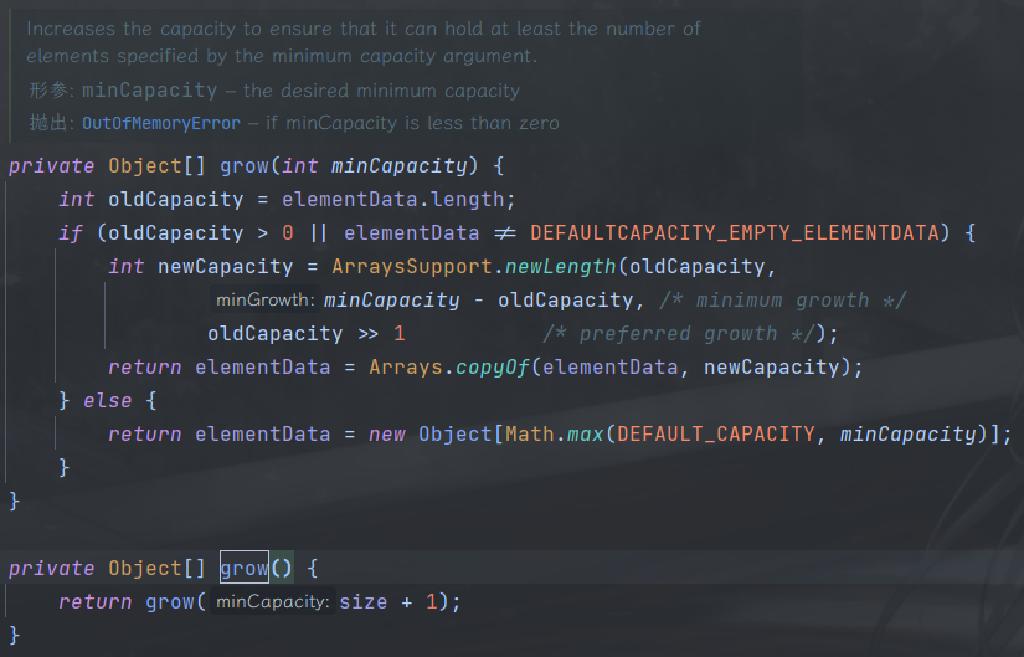 Increases the capacity to ensure that it can hold at least the number of
elements specified by the minimum capacity argument.
形参: minCapacity – the desired minimum capacity
抛出: OutOfMemoryError – if minCapacity is less than zero
private Object[] grow(int minCapacity) {
    int oldCapacity = elementData.length;
    if (oldCapacity > 0 || elementData != DEFAULTCAPACITY_EMPTY_ELEMENTDATA) {
        int newCapacity = ArraysSupport.newLength(oldCapacity,
                minGrowth: minCapacity - oldCapacity, /* minimum growth */
                oldCapacity >> 1           /* preferred growth */);
        return elementData = Arrays.copyOf(elementData, newCapacity);
    } else {
        return elementData = new Object[Math.max(DEFAULT_CAPACITY, minCapacity)];
    }
}
private Object[] grow() {
    return grow( minCapacity: size + 1);
}